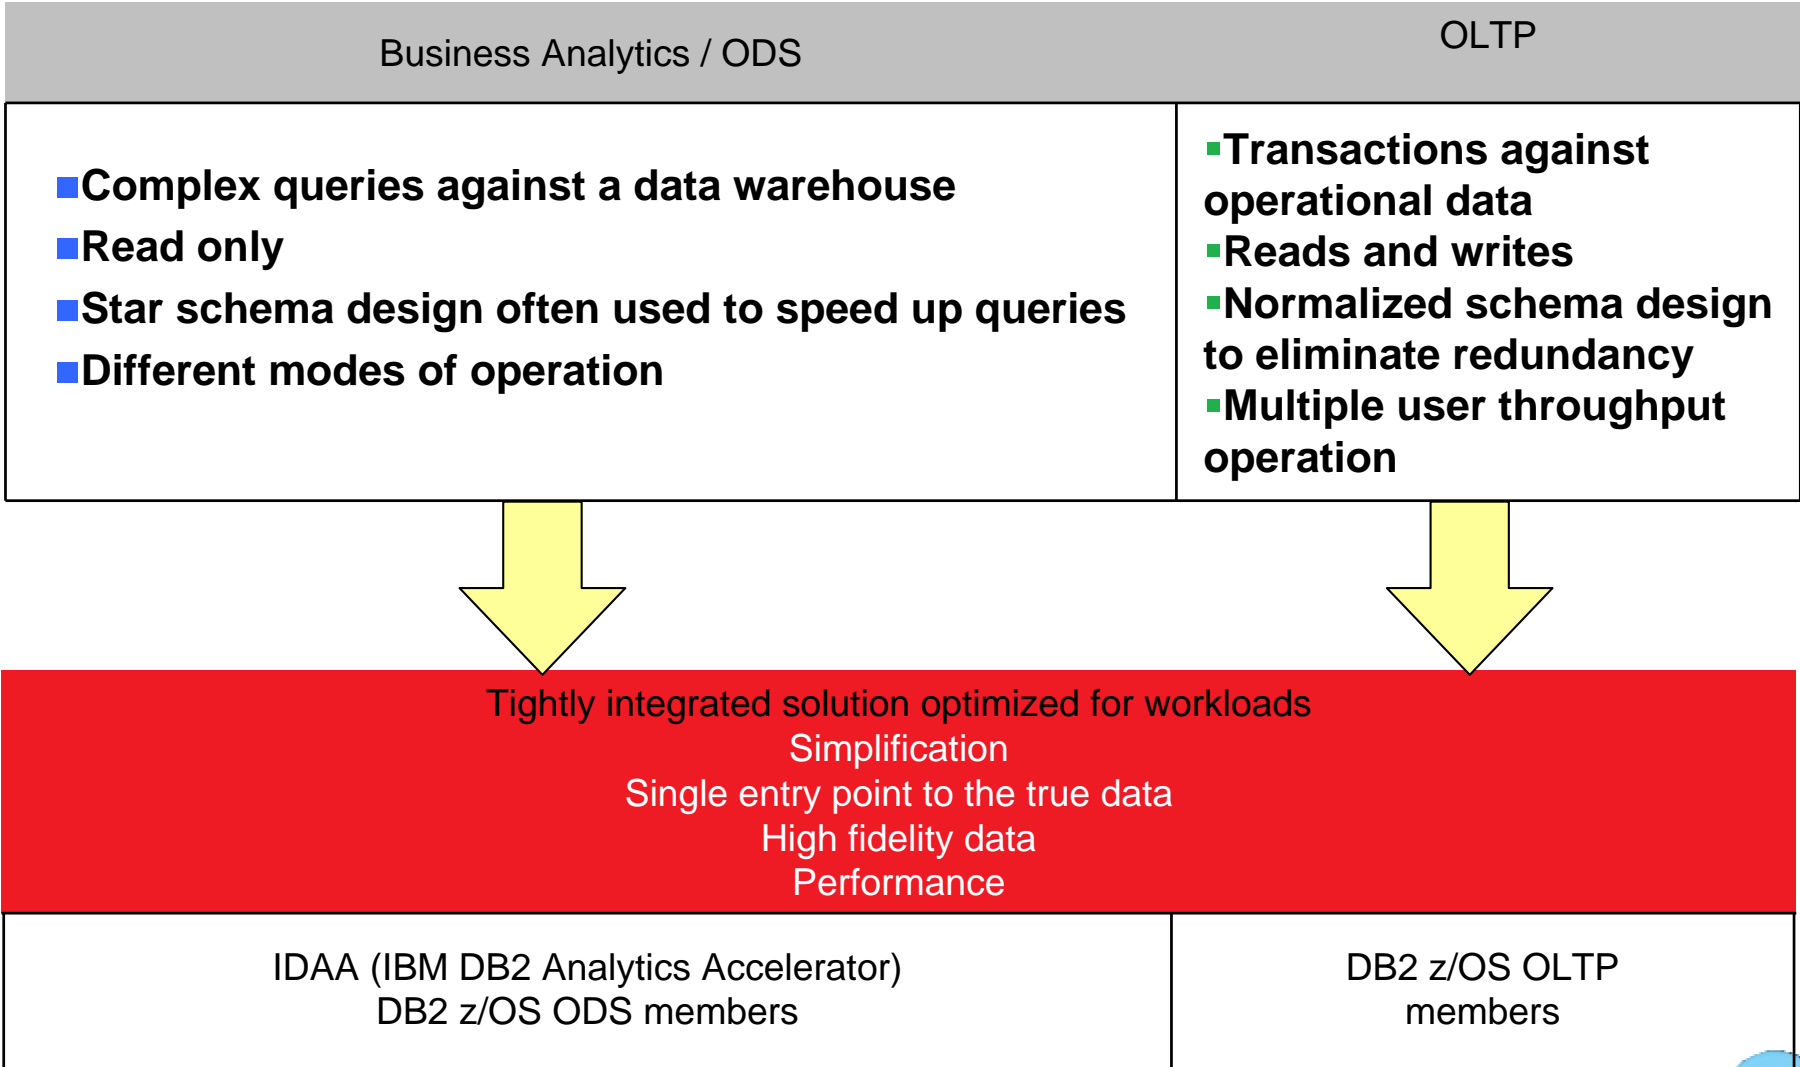 Business Analytics / ODS
OLTP
■Complex queries against a data warehouse
■Read only
■Star schema design often used to speed up queries
■Different modes of operation
▪Transactions against
operational data
▪Reads and writes
▪Normalized schema design
to eliminate redundancy
▪Multiple user throughput
operation
Tightly integrated solution optimized for workloads
Simplification
Single entry point to the true data
High fidelity data
Performance
IDAA (IBM DB2 Analytics Accelerator)
DB2 z/OS ODS members
DB2 z/OS OLTP
members